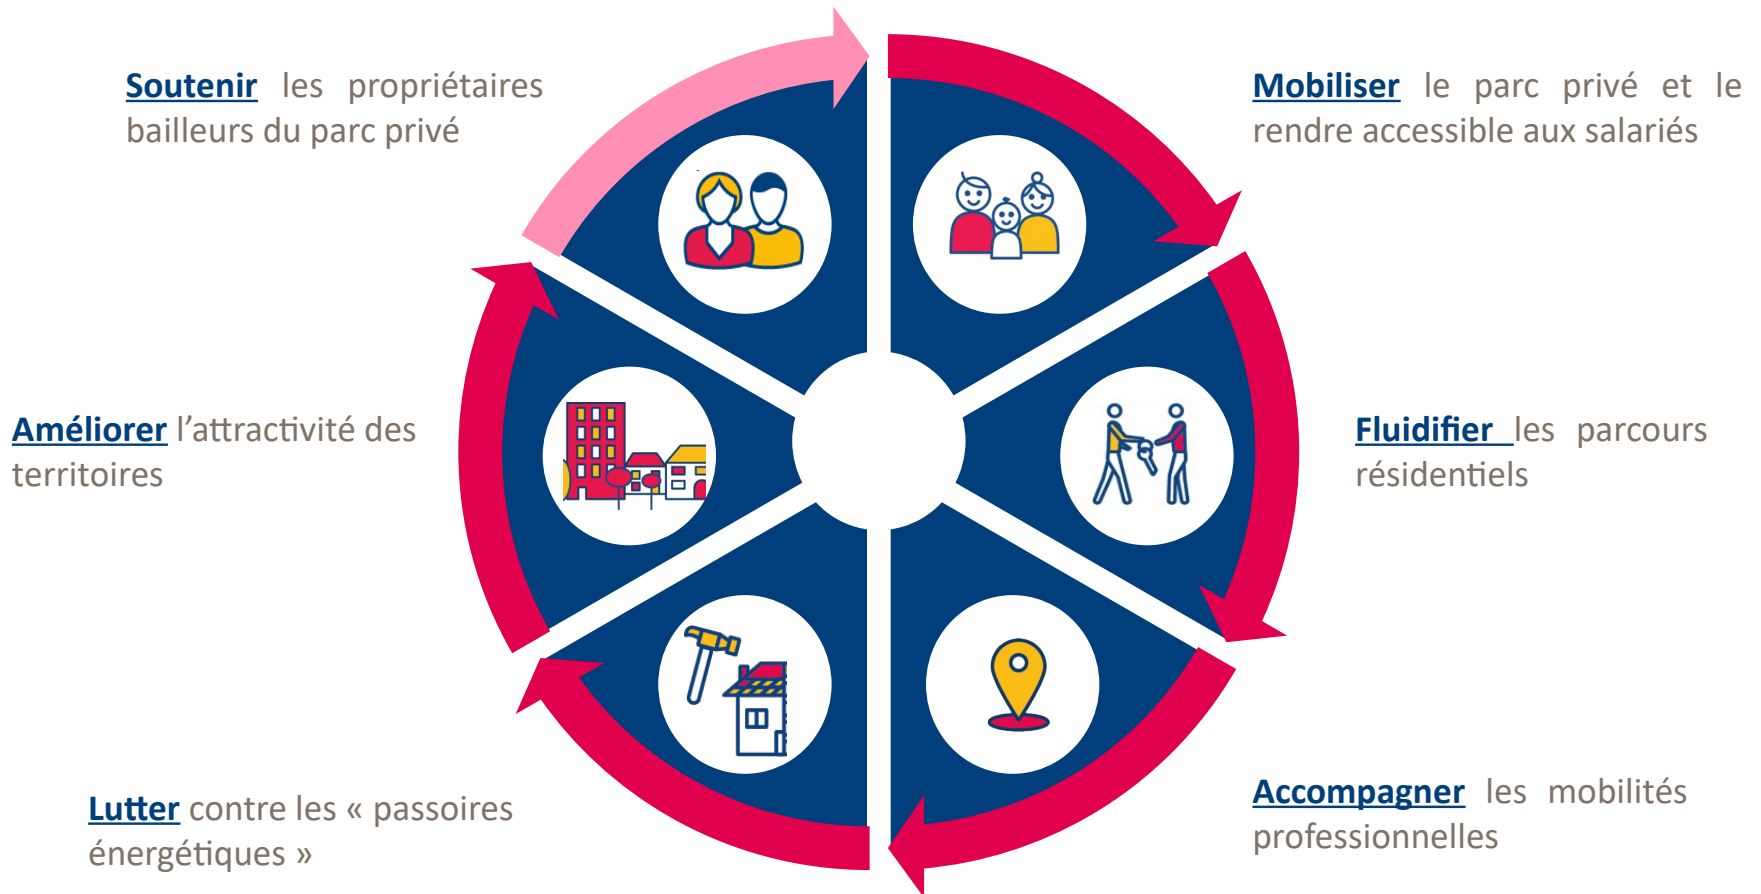 Soutenir les propriétaires
bailleurs du parc privé
Mobiliser le parc privé et le
rendre accessible aux salariés
Améliorer l’attractivité des
territoires
Fluidifier les parcours
résidentiels
Lutter contre les « passoires
énergétiques »
Accompagner les mobilités
professionnelles